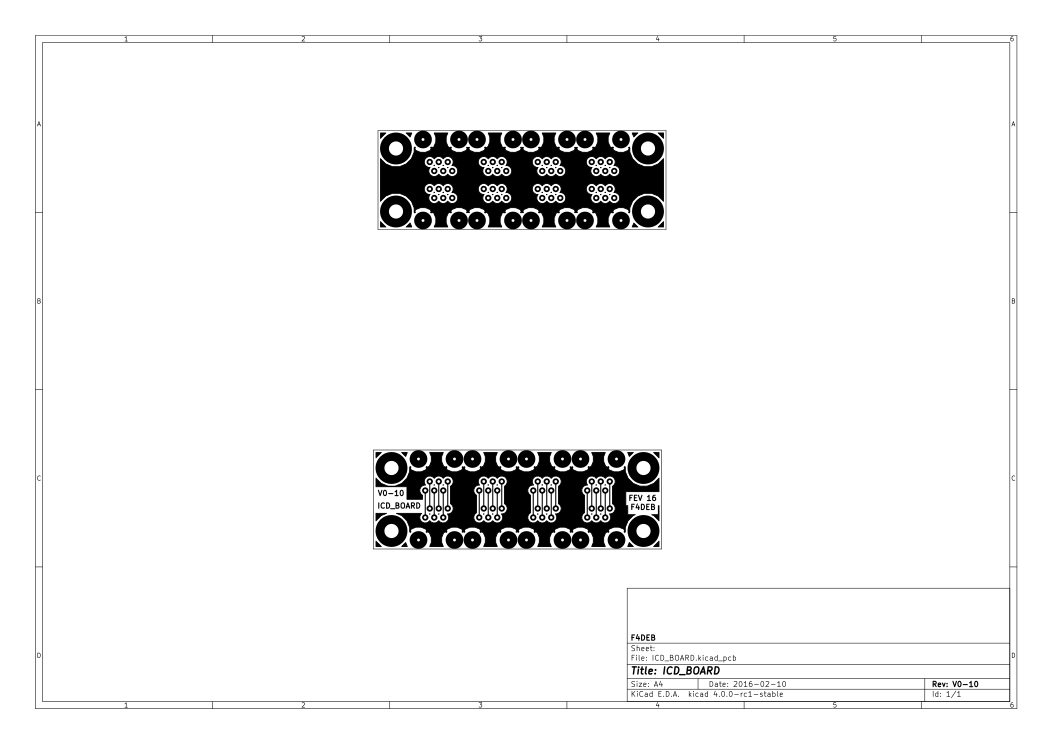 1 2 3 4 5 6
A A
B B
C C
V0-10
ICD_BOARD
FEV 16
F4DEB
F4DEB
Sheet:
File: ICD_BOARD.kicad_pcb
D D
Title: ICD_BOARD
Size: A4 Date: 2016-02-10 Rev: V0-10
KiCad E.D.A. kicad 4.0.0-rc1-stable Id: 1/1
1 2 3 4 5 6